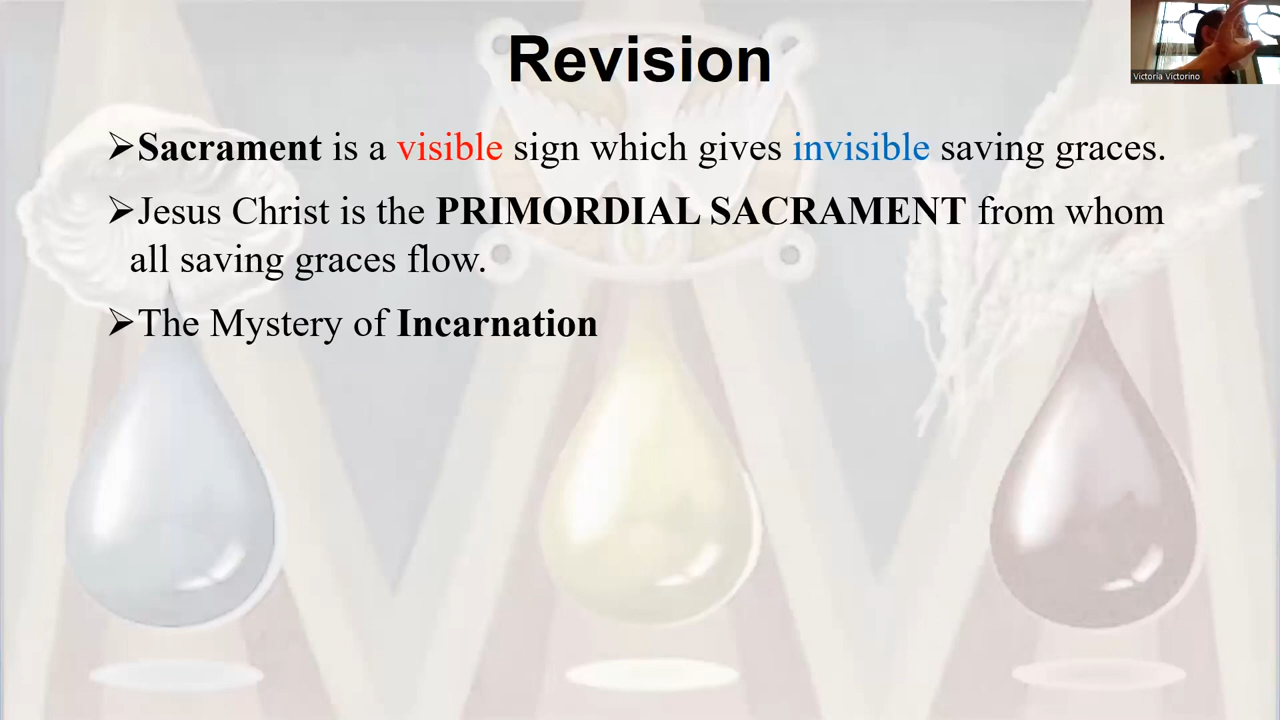 Revision
Victoria Victorino
➢Sacrament is a visible sign which gives invisible saving graces.
➢Jesus Christ is the PRIMORDIAL SACRAMENT from whom
all saving graces flow.
➢The Mystery of Incarnation